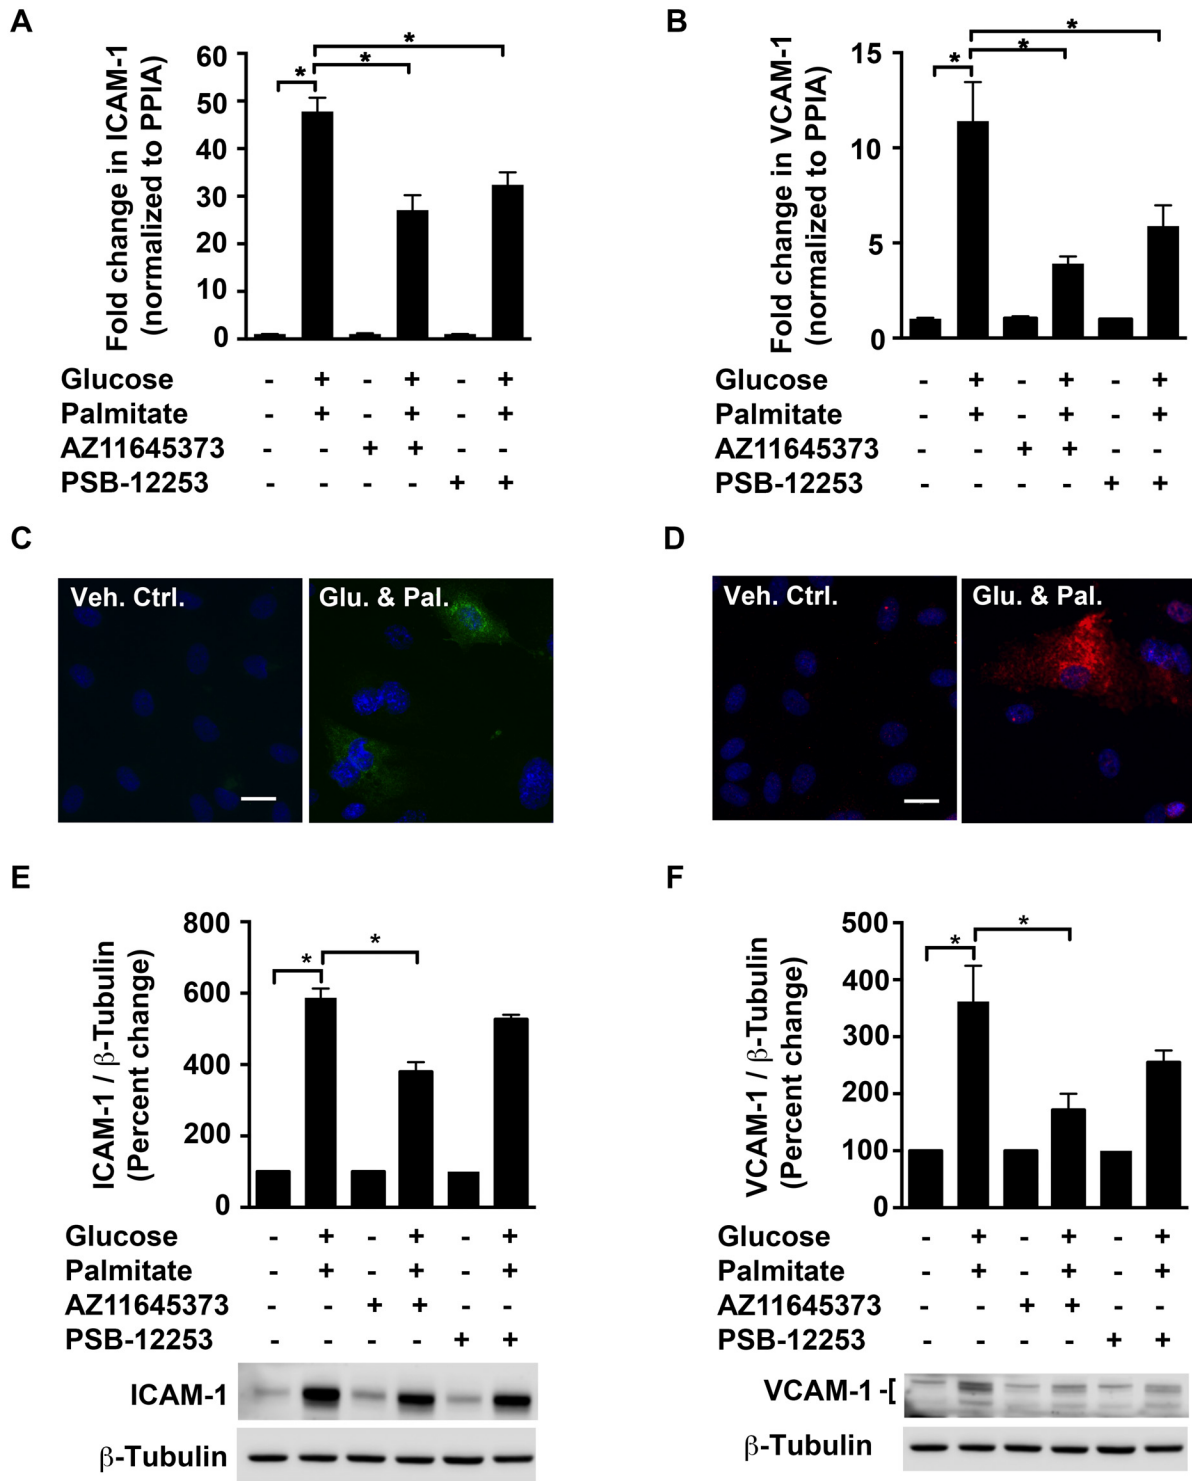 A
Fold change in ICAM-1
(normalized to PPIA)
60
50
40
30
20
10
0
* * *
Glucose - + - + - +
Palmitate - + - + - +
AZ11645373 - - + + - -
PSB-12253 - - - - + +
B
Fold change in VCAM-1
(normalized to PPIA)
15
10
5
0
* * *
Glucose - + - + - +
Palmitate - + - + - +
AZ11645373 - - + + - -
PSB-12253 - - - - + +
C
Veh. Ctrl.
Glu. & Pal.
D
Veh. Ctrl.
Glu. & Pal.
E
ICAM-1 / β-Tubulin
(Percent change)
800
600
400
200
0
* *
Glucose - + - + - +
Palmitate - + - + - +
AZ11645373 - - + + - -
PSB-12253 - - - - + +
ICAM-1
β-Tubulin
F
VCAM-1 / β-Tubulin
(Percent change)
500
400
300
200
100
0
* *
Glucose - + - + - +
Palmitate - + - + - +
AZ11645373 - - + + - -
PSB-12253 - - - - + +
VCAM-1 -[
β-Tubulin